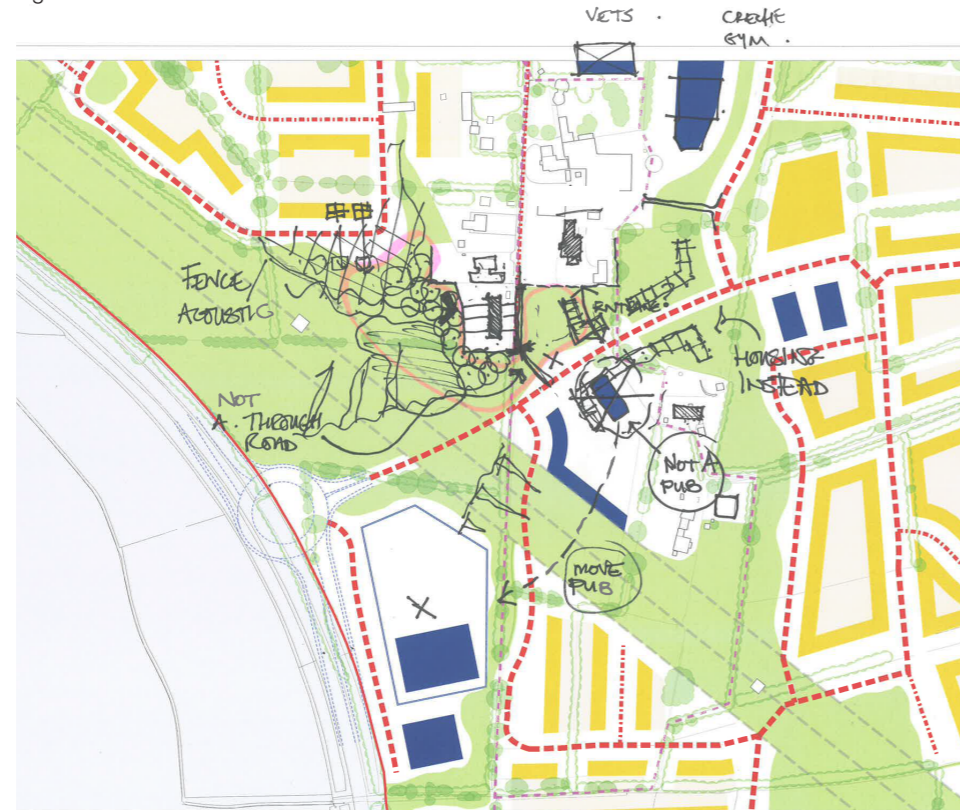 VETS .
CRECHE
GYM .
FENCE
ACOUSTIC
ENTRANCE.
HOUSING
INSTEAD
NOT
A. THROUGH
ROAD
NOT A
PUB
MOVE
PUB